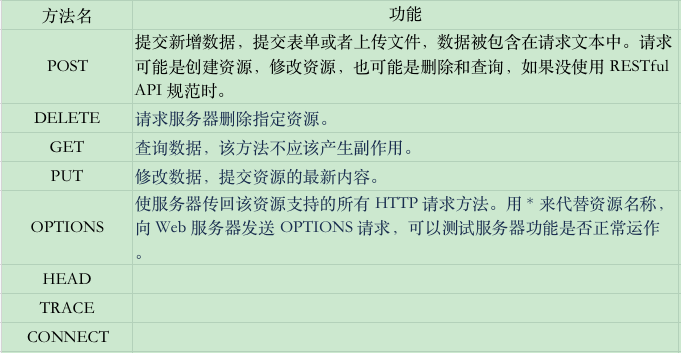 方法名 功能
提交新增数据，提交表单或者上传文件，数据被包含在请求文本中。请求
POST 可能是创建资源，修改资源，也可能是删除和查询，如果没使用 RESTful
API 规范时。
DELETE 请求服务器删除指定资源。
GET 查询数据，该方法不应该产生副作用。
PUT 修改数据，提交资源的最新内容。
使服务器传回该资源支持的所有 HTTP 请求方法。用 * 来代替资源名称，
OPTIONS 向 Web 服务器发送 OPTIONS 请求，可以测试服务器功能是否正常运作
。
HEAD
TRACE
CONNECT